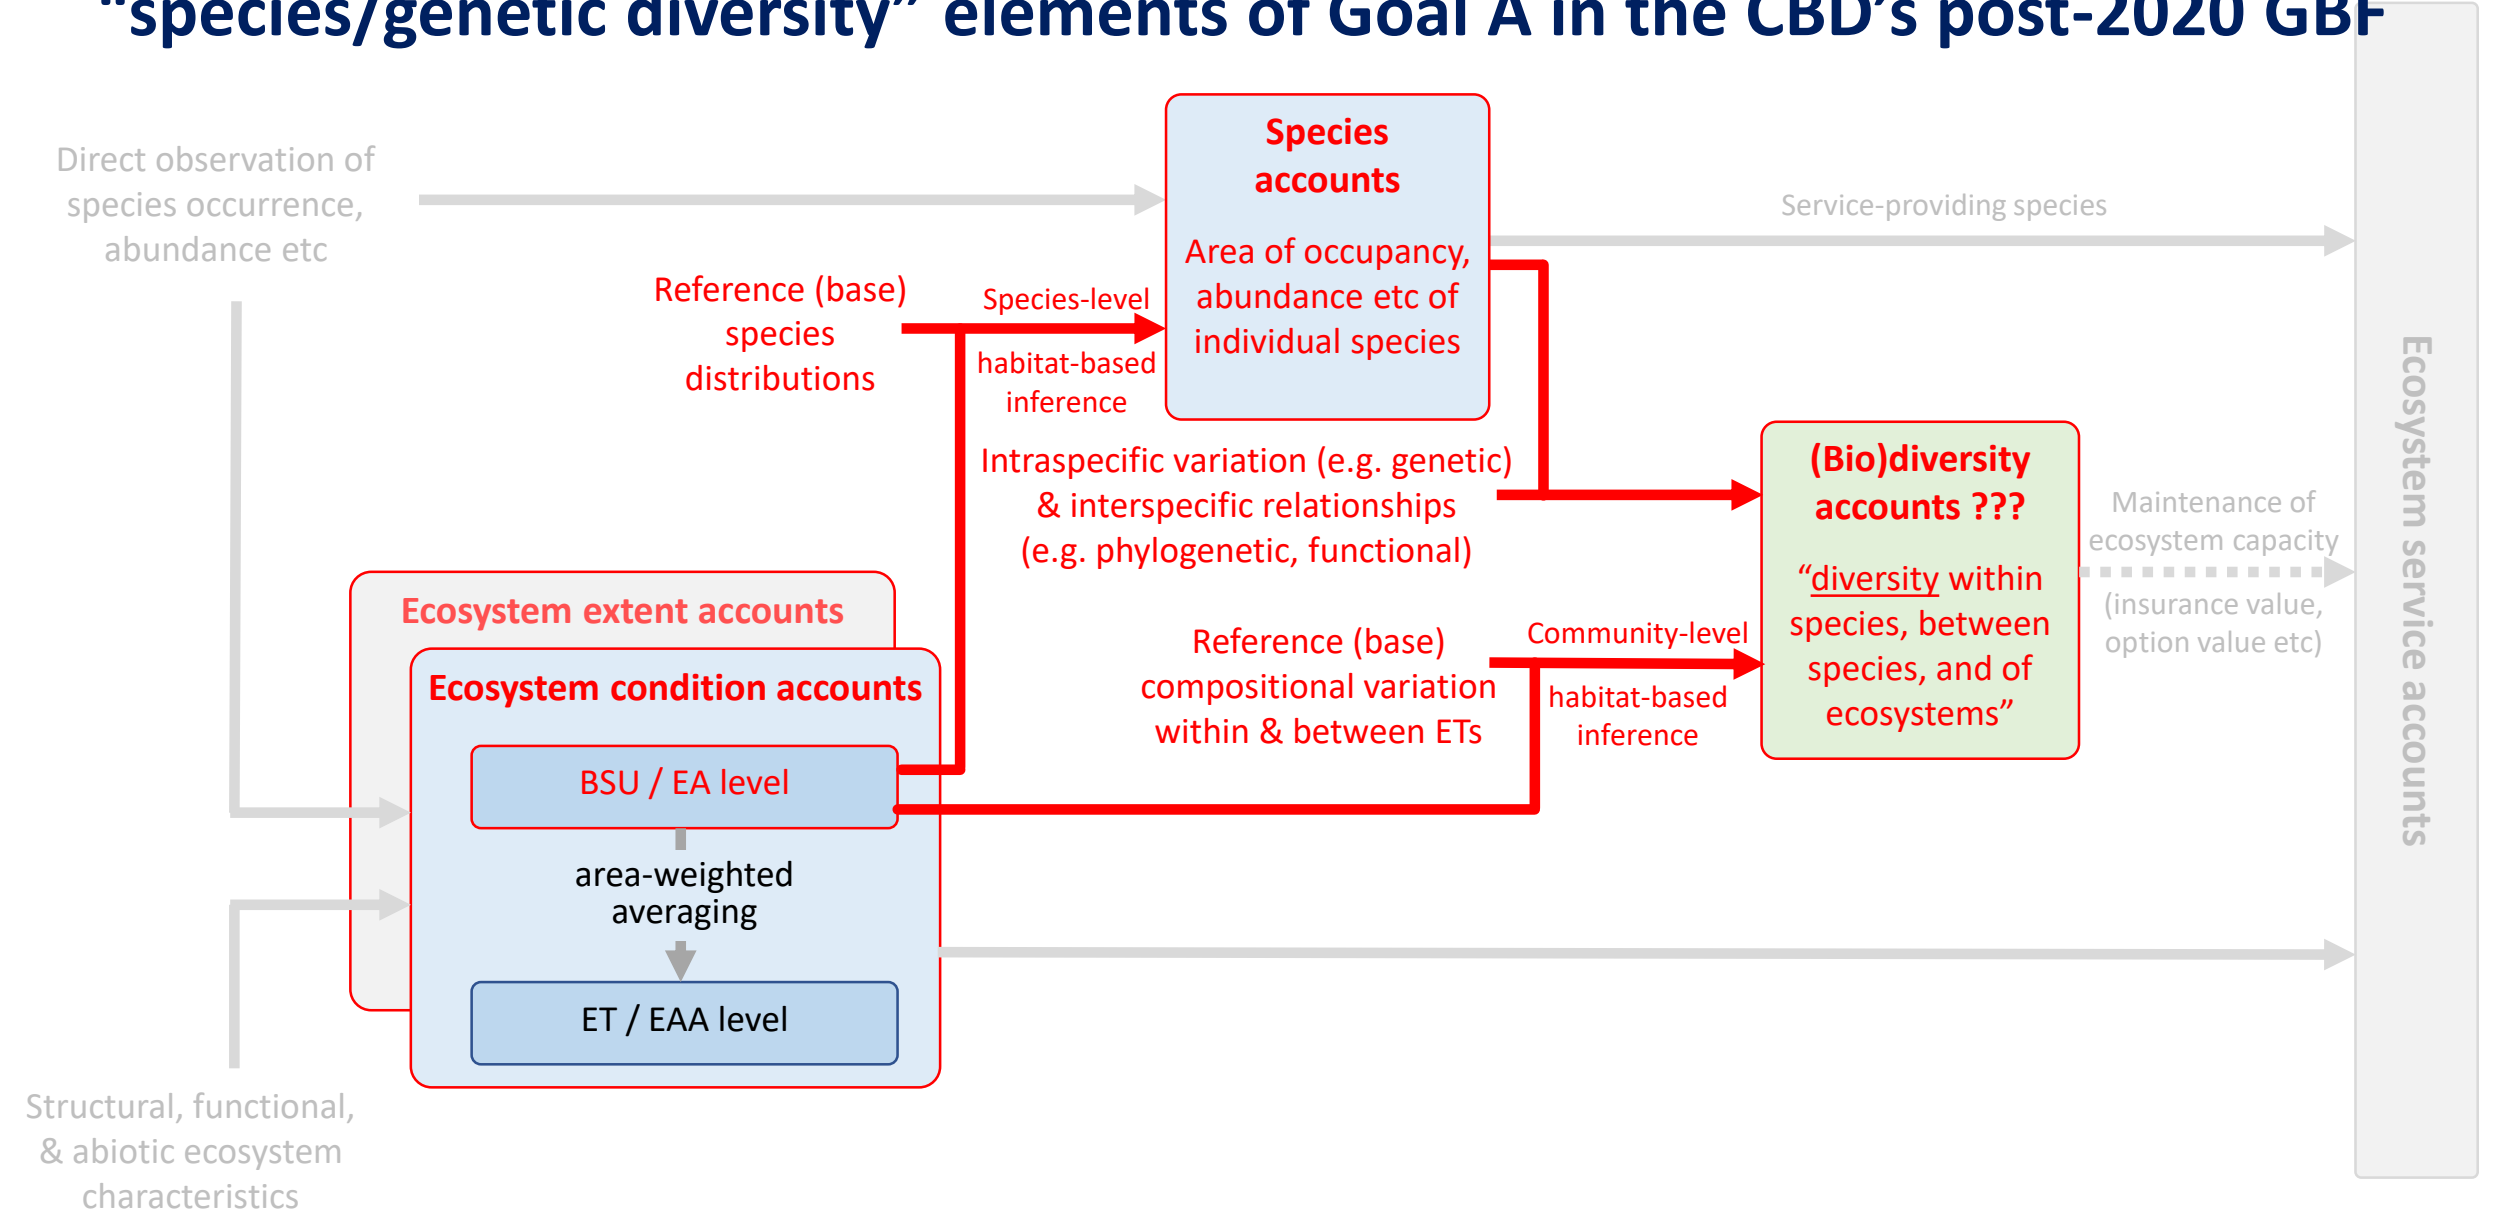 “species/genetic diversity” elements of Goal A in the CBD’s post-2020 GBF
Direct observation of
species occurrence,
abundance etc
Species
accounts
Area of occupancy,
abundance etc of
individual species
Service-providing species
Reference (base)
species
distributions
Species-level
habitat-based
inference
Intraspecific variation (e.g. genetic)
& interspecific relationships
(e.g. phylogenetic, functional)
(Bio)diversity
accounts ???
“diversity within
species, between
species, and of
ecosystems”
Maintenance of
ecosystem capacity
(insurance value,
option value etc)
Ecosystem service accounts
Reference (base)
compositional variation
within & between ETs
Community-level
habitat-based
inference
Ecosystem extent accounts
Ecosystem condition accounts
BSU / EA level
area-weighted
averaging
ET / EAA level
Structural, functional,
& abiotic ecosystem
characteristics